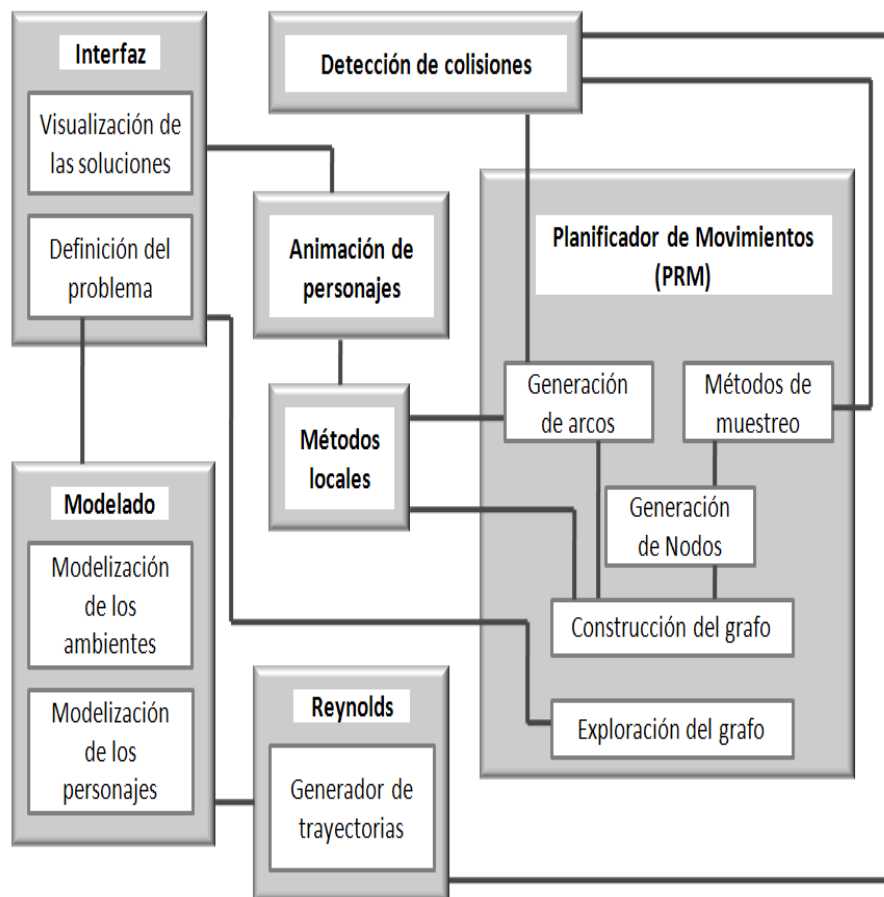 Interfaz
Visualización de
las soluciones
Definición del
problema
Detección de colisiones
Animación de
personajes
Planificador de Movimientos
(PRM)
Generación
de arcos
Métodos de
muestreo
Métodos
locales
Generación
de Nodos
Construcción del grafo
Exploración del grafo
Modelado
Modelización
de los
ambientes
Modelización
de los
personajes
Reynolds
Generador de
trayectorias